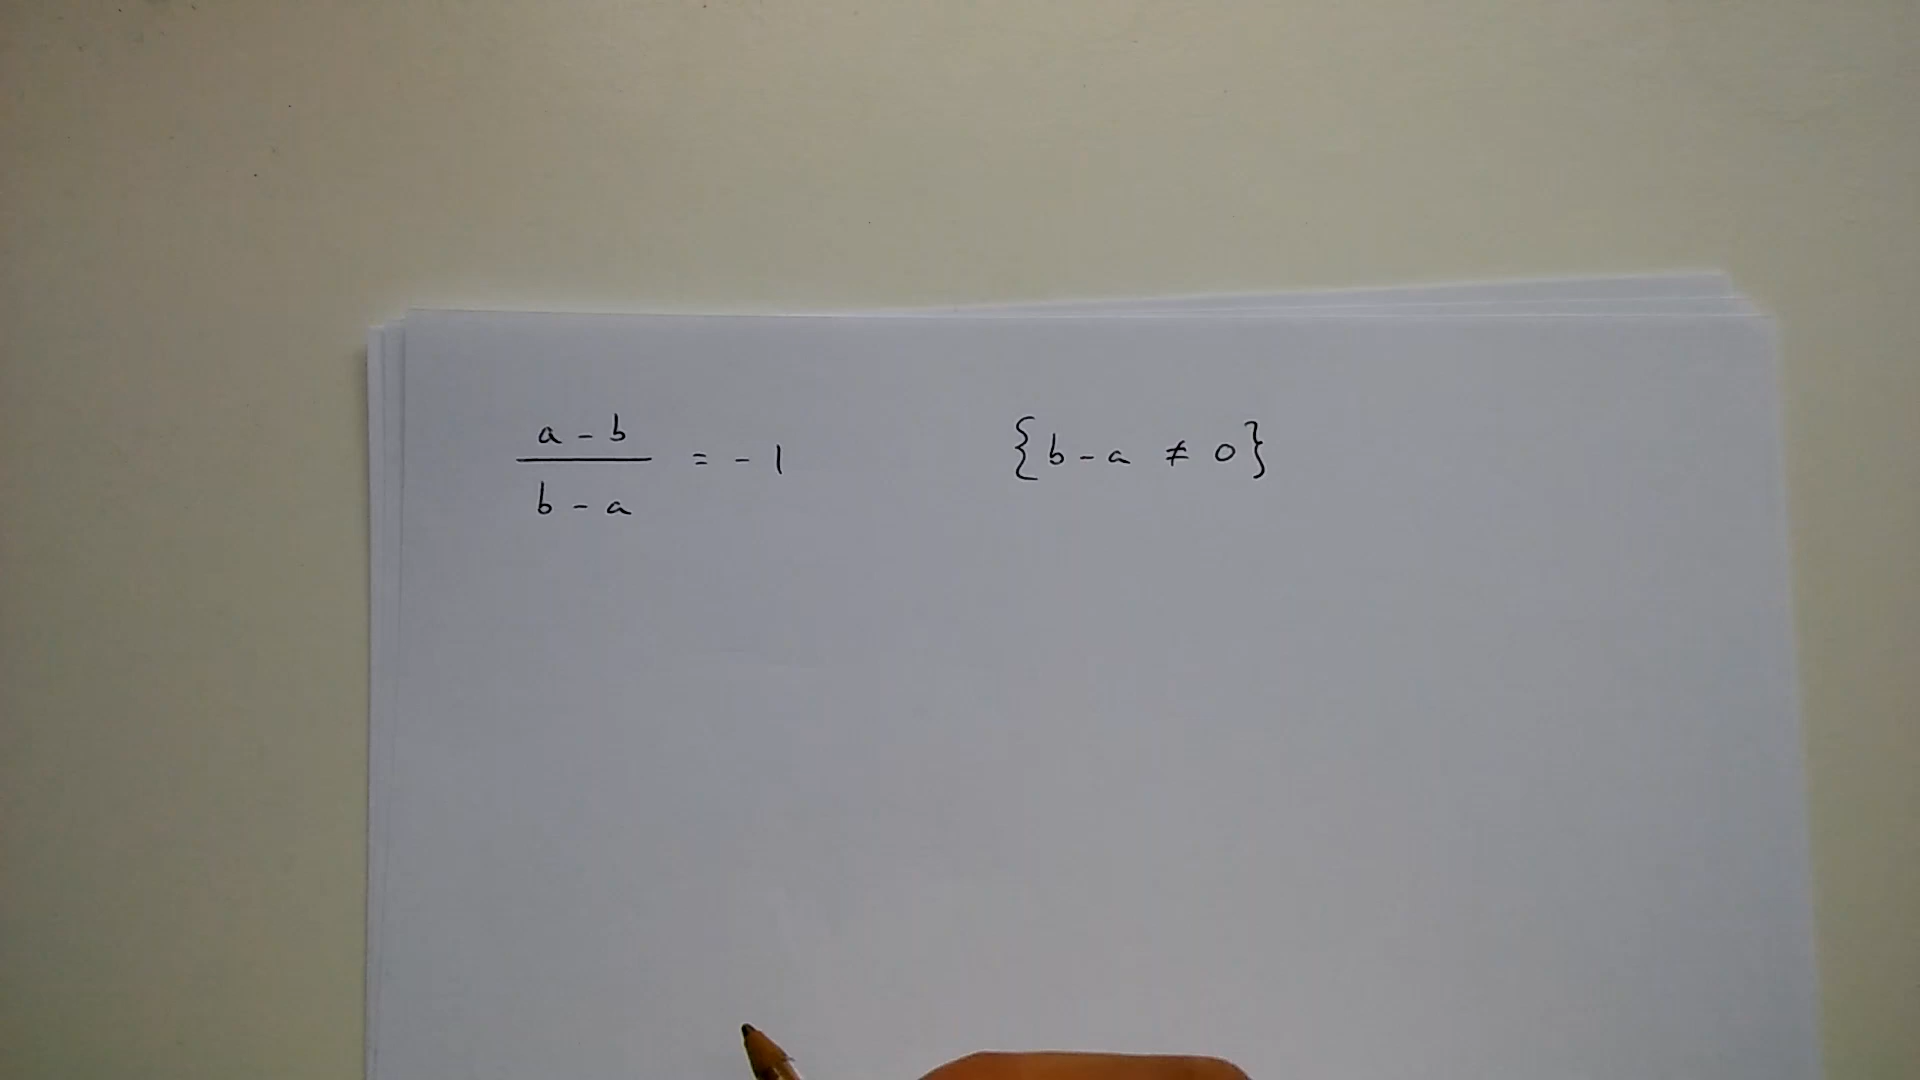 a - b
= - 1 {b - a ≠ 0}
b - a